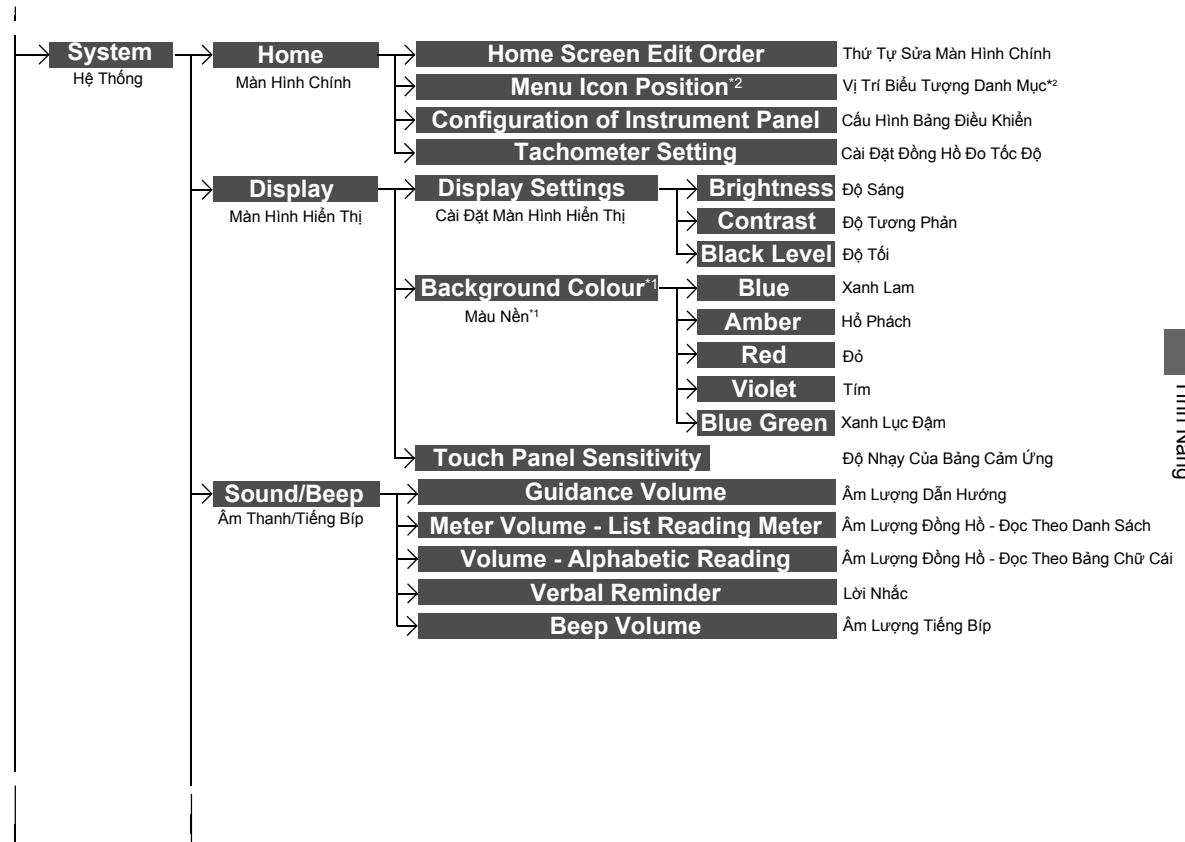 System
Hệ Thống
Home
Màn Hình Chính
Home Screen Edit Order
Thứ Tự Sửa Màn Hình Chính
Menu Icon Position*2
Vị Trí Biểu Tượng Danh Mục*2
Configuration of Instrument Panel
Cấu Hình Bảng Điều Khiển
Tachometer Setting
Cài Đặt Đồng Hồ Đo Tốc Độ
Display
Màn Hình Hiển Thị
Display Settings
Cài Đặt Màn Hình Hiển Thị
Brightness
Độ Sáng
Contrast
Độ Tương Phản
Black Level
Độ Tối
Background Colour*1
Màu Nền*1
Blue
Xanh Lam
Amber
Hổ Phách
Red
Đỏ
Violet
Tím
Blue Green
Xanh Lục Đậm
Touch Panel Sensitivity
Độ Nhạy Của Bảng Cảm Ứng
Sound/Beep
Âm Thanh/Tiếng Bíp
Guidance Volume
Âm Lượng Dẫn Hướng
Meter Volume - List Reading Meter
Âm Lượng Đồng Hồ - Đọc Theo Danh Sách
Volume - Alphabetic Reading
Âm Lượng Đồng Hồ - Đọc Theo Bảng Chữ Cái
Verbal Reminder
Lời Nhắc
Beep Volume
Âm Lượng Tiếng Bíp